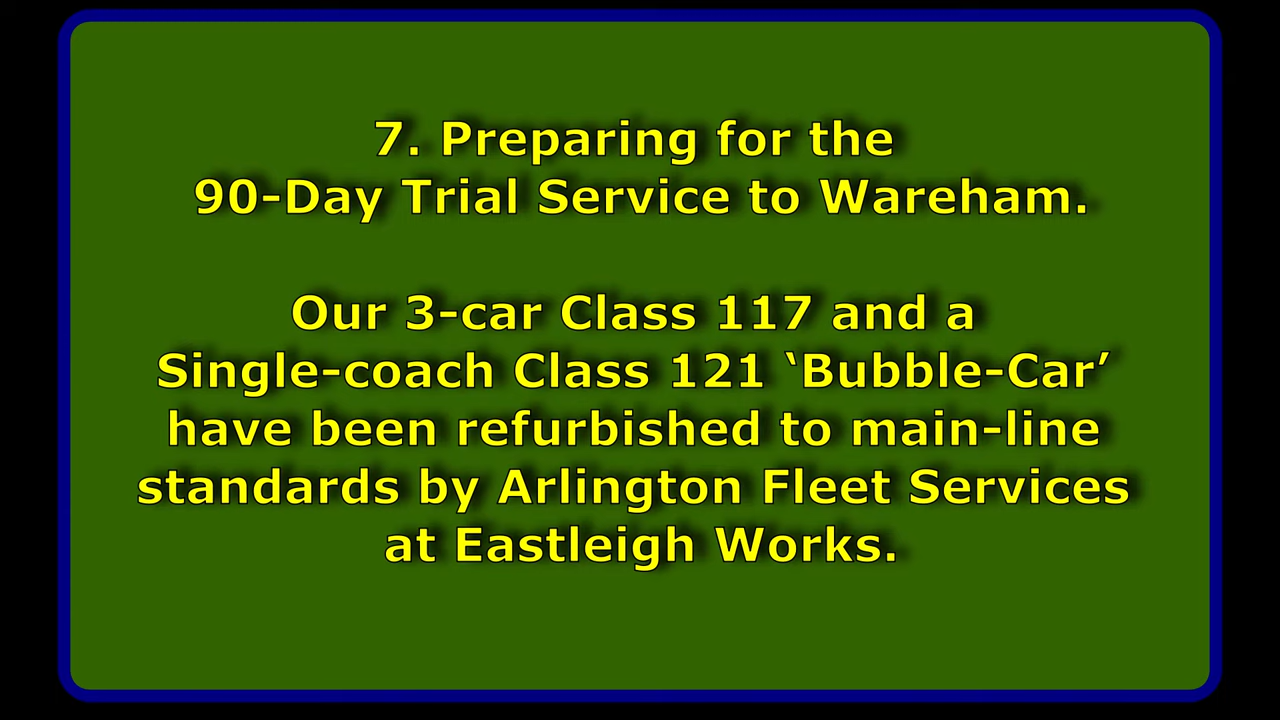 7. Preparing for the
90-Day Trial Service to Wareham.
Our 3-car Class 117 and a
Single-coach Class 121 ‘Bubble-Car’
have been refurbished to main-line
standards by Arlington Fleet Services
at Eastleigh Works.